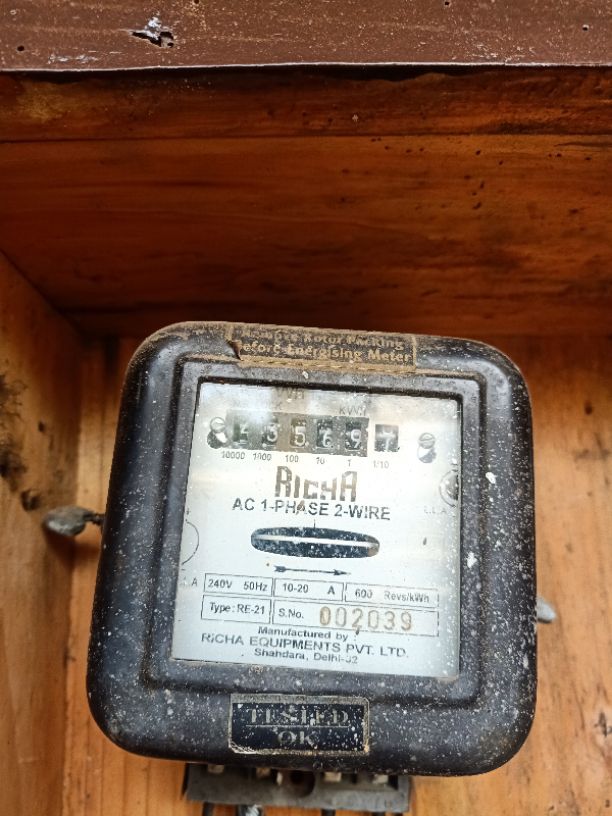 Remove Rotor Packing
Before Energising Meter
kWh
3 5 6 9 7
10000 1000 100 10 1 1/10
RICHA
AC 1-PHASE 2-WIRE
240V 50Hz 10-20 A 600 Revs/kWh
Type: RE-21 S.No. 002039
Manufactured by :
RICHA EQUIPMENTS PVT. LTD.
Shahdara, Delhi-32
TESTED
OK